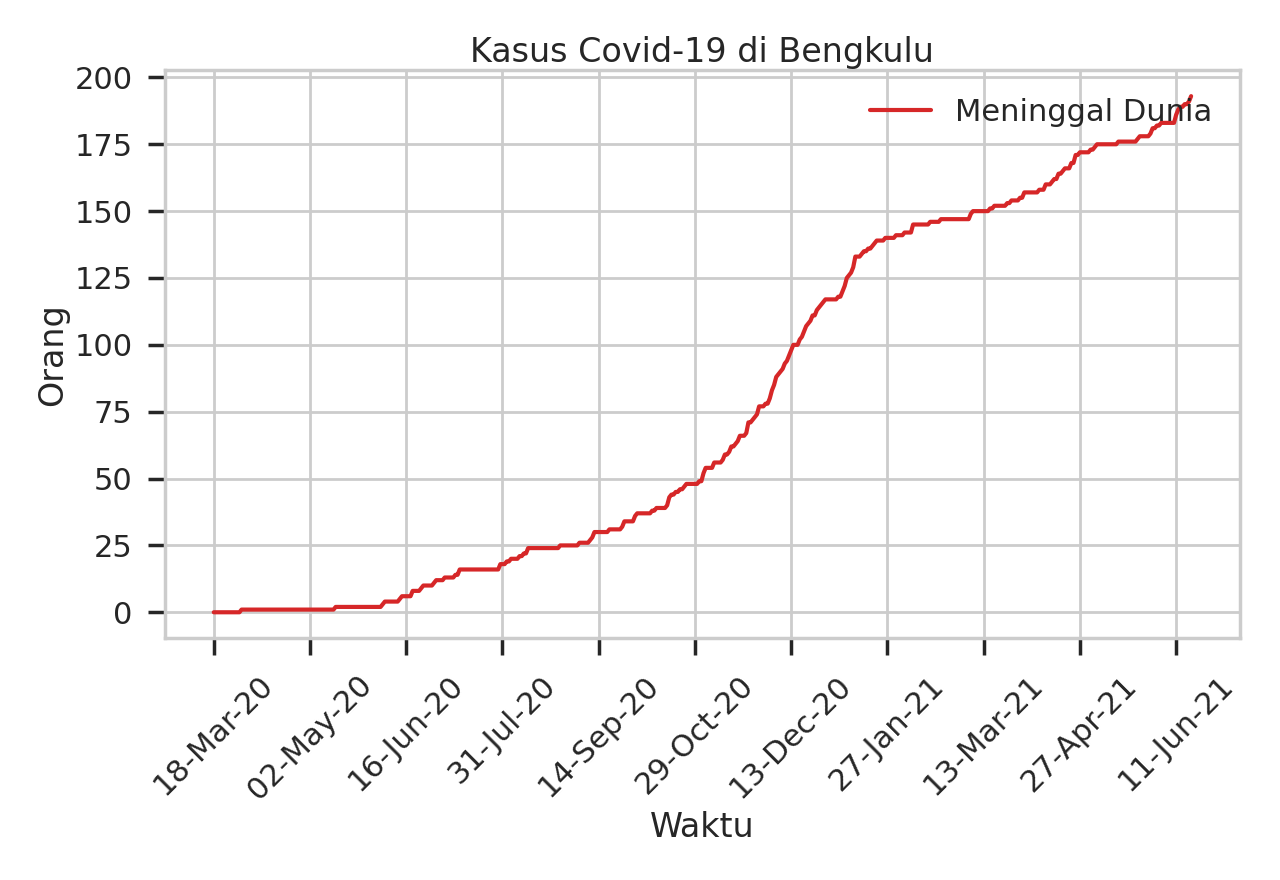 Kasus Covid-19 di Bengkulu
Meninggal Dunia
Orang
200
175
150
125
100
75
50
25
0
18-Mar-20
02-May-20
16-Jun-20
31-Jul-20
14-Sep-20
29-Oct-20
13-Dec-20
27-Jan-21
13-Mar-21
27-Apr-21
11-Jun-21
Waktu